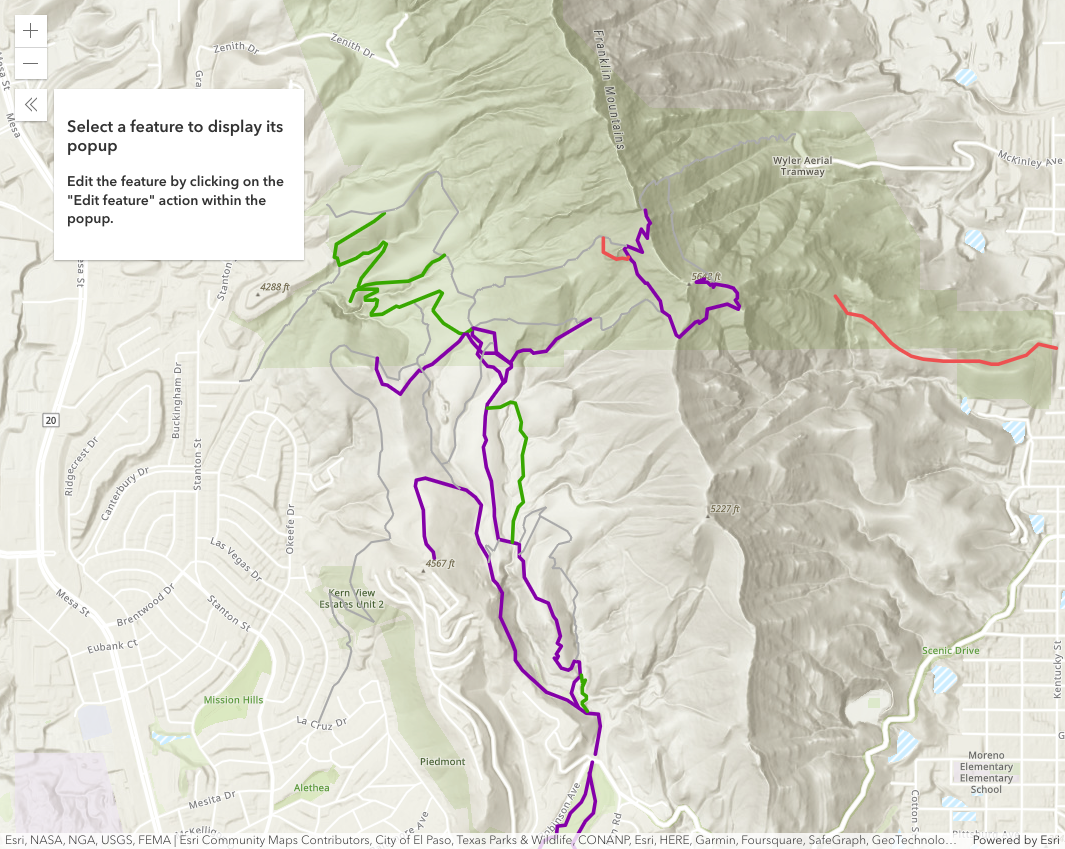 Zenith Dr
Zenith Dr
Mesa St
Mesa
Gra
Franklin Mountains
Select a feature to display its
popup
Edit the feature by clicking on the
"Edit feature" action within the
popup.
Wyler Aerial
Tramway
McKinley Ave
esa St
Stanton
4288 ft
Buckingham Dr
20
Stanton St
Ridgecrest Dr
Canterbury Dr
Okeefe Dr
5227 ft
Las Vegas Dr
4567 ft
Kern View
Estates Unit 2
Mesa St
Brentwood Dr
Stanton St
Eubank Ct
Scenic Drive
Kentucky St
Mission Hills
La Cruz Dr
Piedmont
Moreno
Elementary
Elementary
School
Alethea
Mesita Dr
Cotton S
Esri, NASA, NGA, USGS, FEMA | Esri Community Maps Contributors, City of El Paso, Texas Parks & Wildlife, CONANP, Esri, HERE, Garmin, Foursquare, SafeGraph, GeoTechnolo...
Powered by Esri